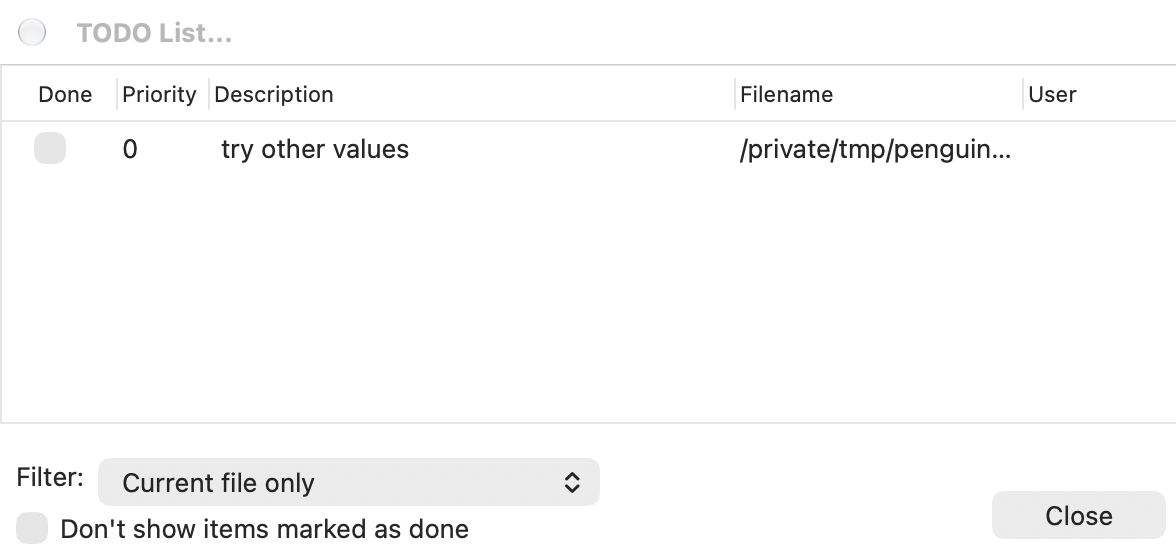 TODO List...
Done Priority Description Filename User
0 try other values /private/tmp/penguin...
Filter: Current file only
Don't show items marked as done
Close